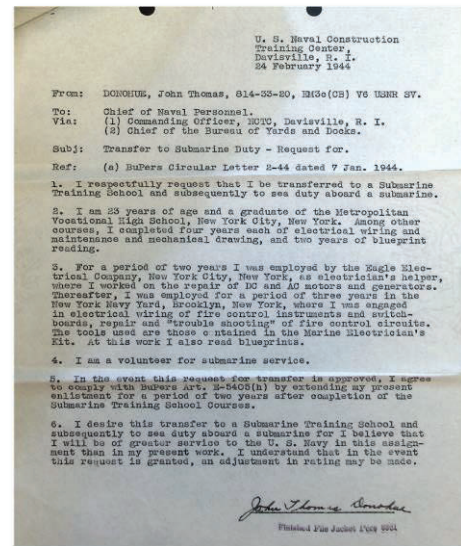 U. S. Naval Construction
Training Center,
Davisville, R. I.
24 February 1944
From: DONOHUE, John Thomas, 814-33-20, EM3c(CB) V6 USNR SV.
To: Chief of Naval Personnel.
Via: (1) Commanding Officer, NCTC, Davisville, R. I.
(2) Chief of the Bureau of Yards and Docks.
Subj: Transfer to Submarine Duty - Request for.
Ref: (a) BuPers Circular Letter 2-44 dated 7 Jan. 1944.
1. I respectfully request that I be transferred to a Submarine
Training School and subsequently to sea duty aboard a submarine.
2. I am 23 years of age and a graduate of the Metropolitan
Vocational High School, New York City, New York. Among other
courses, I completed four years each of electrical wiring and
maintenance and mechanical drawing, and two years of blueprint
reading.
3. For a period of two years I was employed by the Eagle Elec-
trical Company, New York City, New York, as electrician's helper,
where I worked on the repair of DC and AC motors and generators.
Thereafter, I was employed for a period of three years in the
New York Navy Yard, Brooklyn, New York, where I was engaged
in electrical wiring of fire control instruments and switch-
boards, repair and "trouble shooting" of fire control circuits.
The tools used are those contained in the Marine Electrician's
Kit. At this work I also read blueprints.
4. I am a volunteer for submarine service.
5. In the event this request for transfer is approved, I agree
to comply with BuPers Art. E-5405(h) by extending my present
enlistment for a period of two years after completion of the
Submarine Training School Courses.
6. I desire this transfer to a Submarine Training School and
subsequently to sea duty aboard a submarine for I believe that
I will be of greater service to the U. S. Navy in this assign-
ment than in my present work. I understand that in the event
this request is granted, an adjustment in rating may be made.
John Thomas Donohue
Finished File Jacket Pers